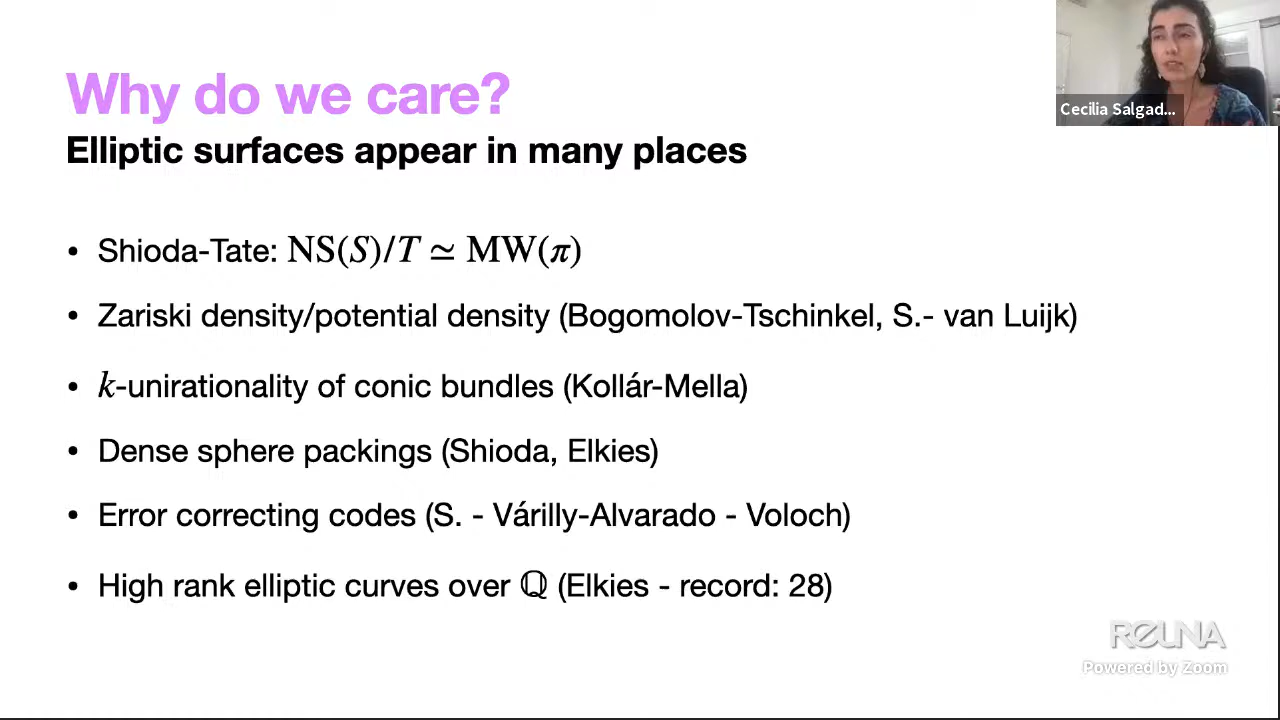 Why do we care?
Cecilia Salgad...
Elliptic surfaces appear in many places
• Shioda-Tate: NS(S)/T ≃ MW(π)
• Zariski density/potential density (Bogomolov-Tschinkel, S.- van Luijk)
• k-unirationality of conic bundles (Kollár-Mella)
• Dense sphere packings (Shioda, Elkies)
• Error correcting codes (S. - Várilly-Alvarado - Voloch)
• High rank elliptic curves over ℚ (Elkies - record: 28)
REUNA
Powered by Zoom